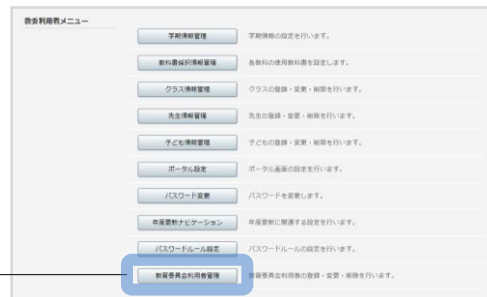 教委利用者メニュー
学期情報管理 学期情報の設定を行います。
教科書採択情報管理 各教科の使用教科書を設定します。
クラス情報管理 クラスの登録・変更・削除を行います。
先生情報管理 先生の登録・変更・削除を行います。
子ども情報管理 子どもの登録・変更・削除を行います。
ポータル設定 ポータル画面の設定を行います。
パスワード変更 パスワードを変更します。
年度更新ナビゲーション 年度更新に関連する設定を行います。
パスワードルール設定 パスワードルールの設定を行います。
教育委員会利用者管理 教育委員会利用者の登録・変更・削除を行います。